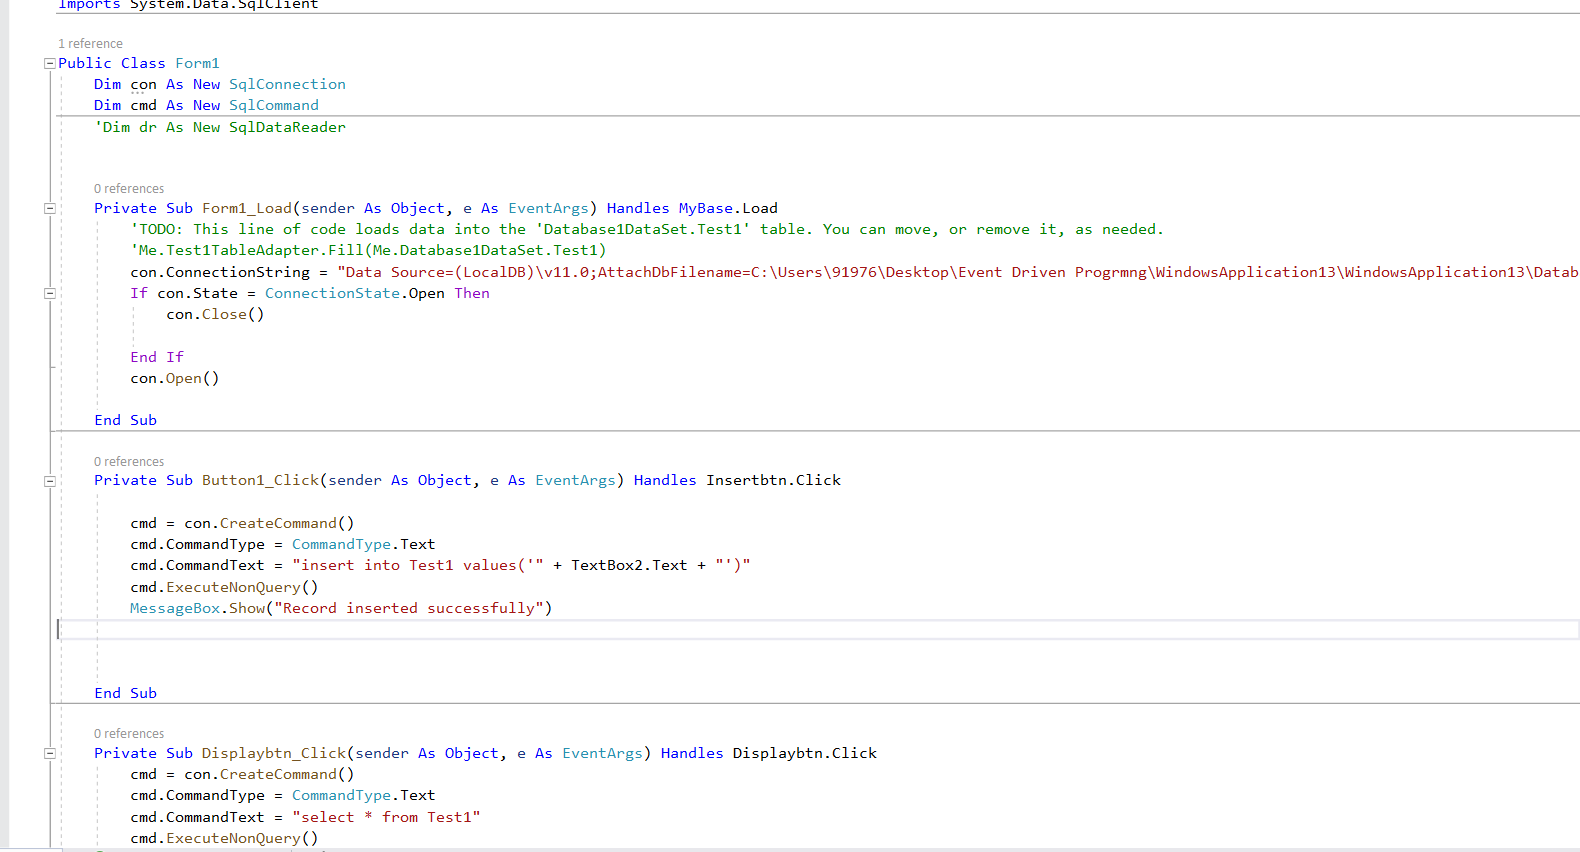 Imports System.Data.SqlClient
1 reference
Public Class Form1
Dim con As New SqlConnection
Dim cmd As New SqlCommand
'Dim dr As New SqlDataReader
0 references
Private Sub Form1_Load(sender As Object, e As EventArgs) Handles MyBase.Load
'TODO: This line of code loads data into the 'Database1DataSet.Test1' table. You can move, or remove it, as needed.
'Me.Test1TableAdapter.Fill(Me.Database1DataSet.Test1)
con.ConnectionString = "Data Source=(LocalDB)\v11.0;AttachDbFilename=C:\Users\91976\Desktop\Event Driven Progrmng\WindowsApplication13\WindowsApplication13\Datab
If con.State = ConnectionState.Open Then
con.Close()
End If
con.Open()
End Sub
0 references
Private Sub Button1_Click(sender As Object, e As EventArgs) Handles Insertbtn.Click
cmd = con.CreateCommand()
cmd.CommandType = CommandType.Text
cmd.CommandText = "insert into Test1 values('" + TextBox2.Text + "')"
cmd.ExecuteNonQuery()
MessageBox.Show("Record inserted successfully")
End Sub
0 references
Private Sub Displaybtn_Click(sender As Object, e As EventArgs) Handles Displaybtn.Click
cmd = con.CreateCommand()
cmd.CommandType = CommandType.Text
cmd.CommandText = "select * from Test1"
cmd.ExecuteNonQuery()